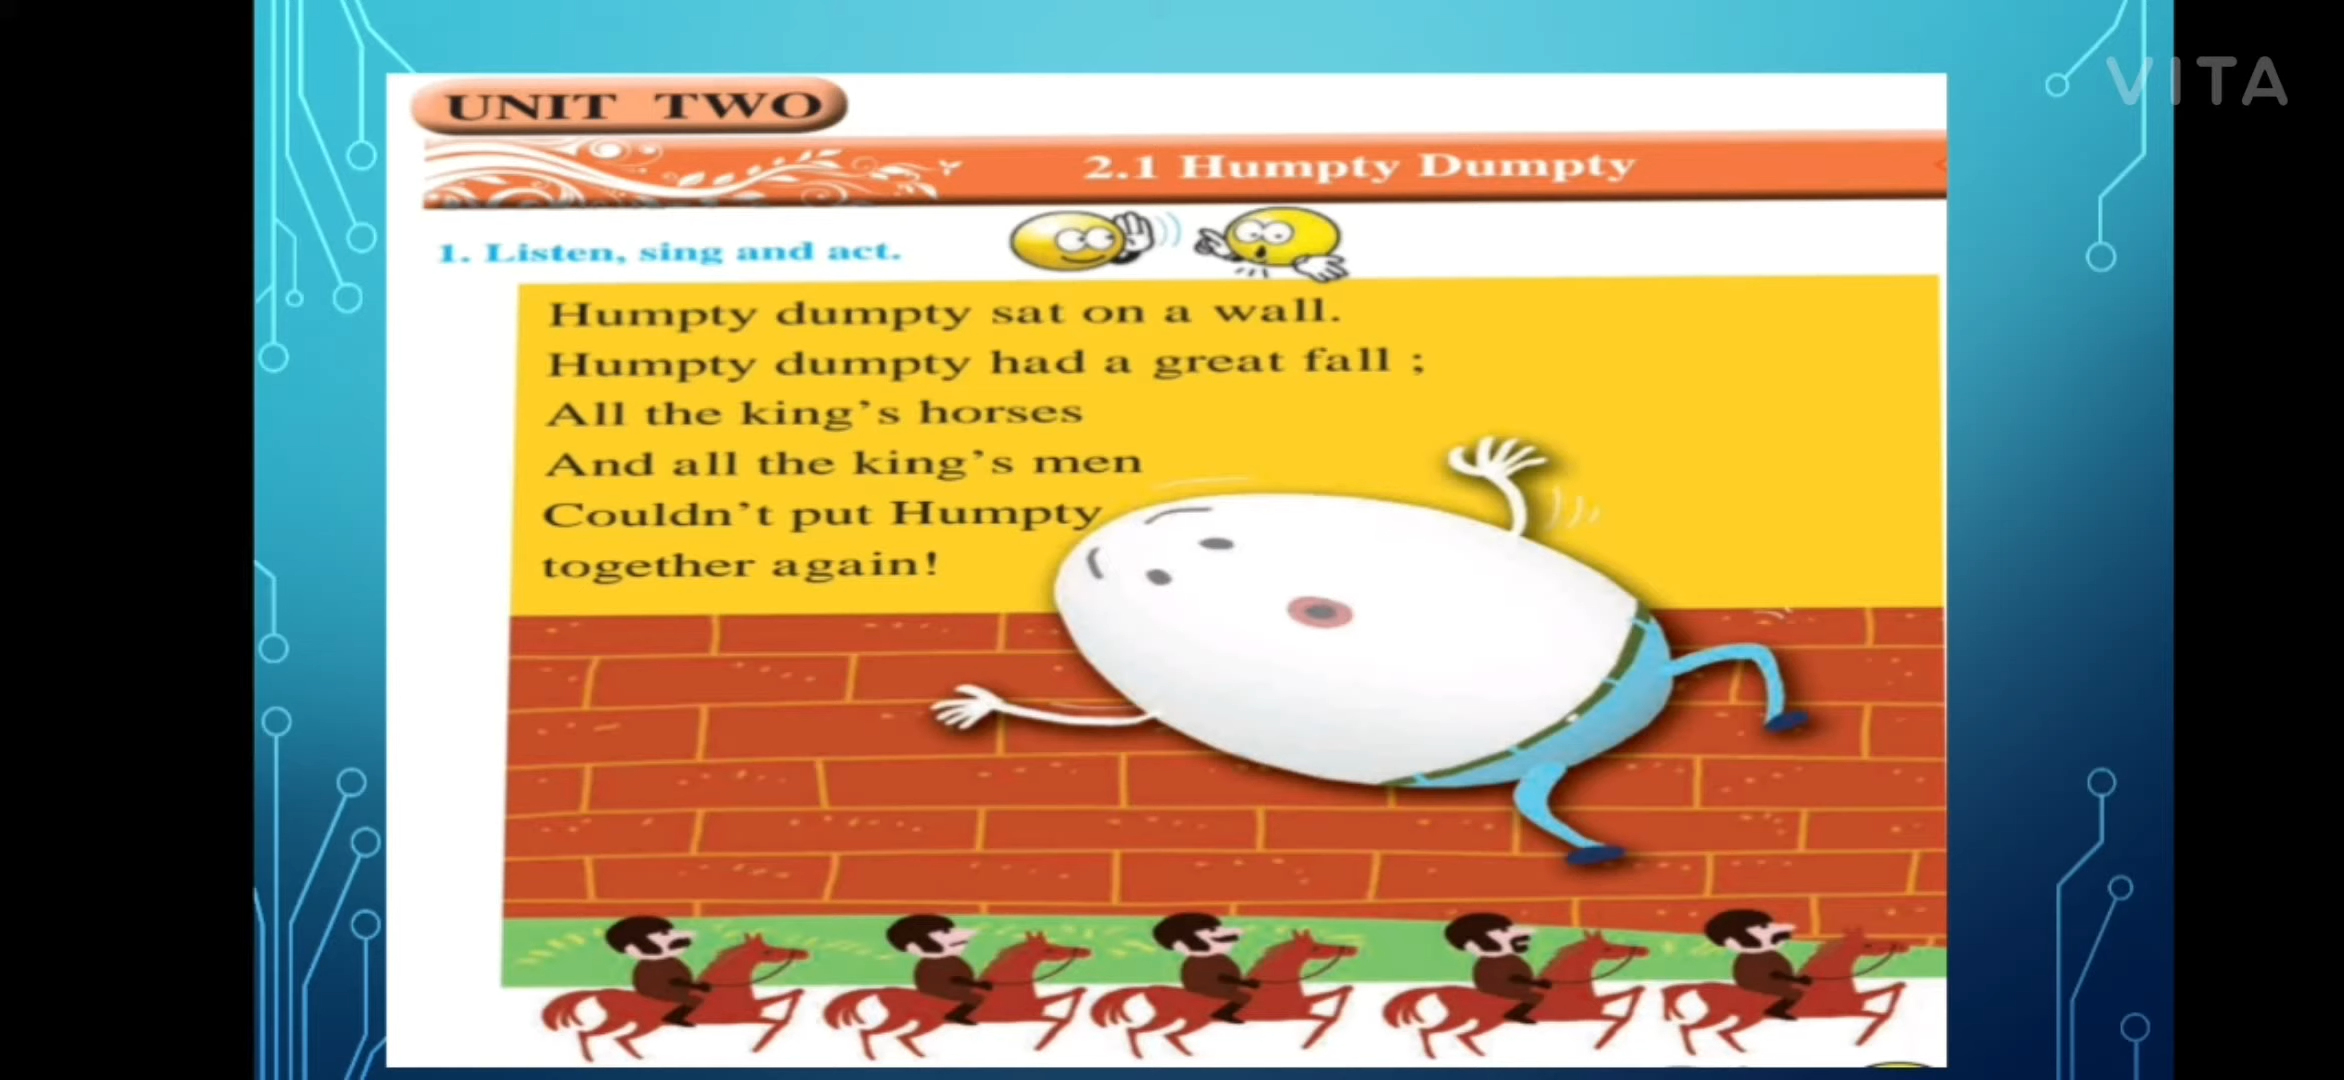 UNIT TWO
VITA
2.1 Humpty Dumpty
1. Listen, sing and act.
Humpty dumpty sat on a wall.
Humpty dumpty had a great fall ;
All the king's horses
And all the king's men
Couldn't put Humpty
together again!